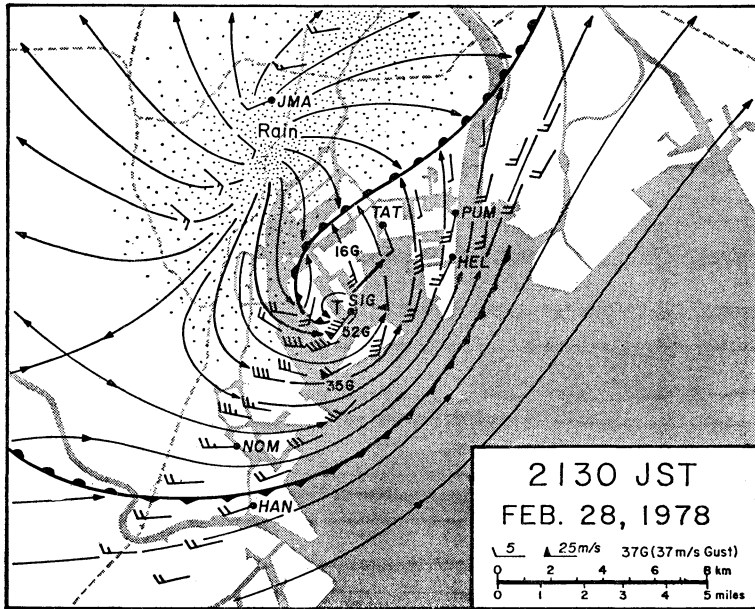 JMA
Rain
TAT
PUM
16G
HEL
T SIG
52G
35G
NOM
HAN
2130 JST
FEB. 28, 1978
5 25m/s 37G (37m/s Gust)
0 2 4 6 8 km
0 1 2 3 4 5 miles